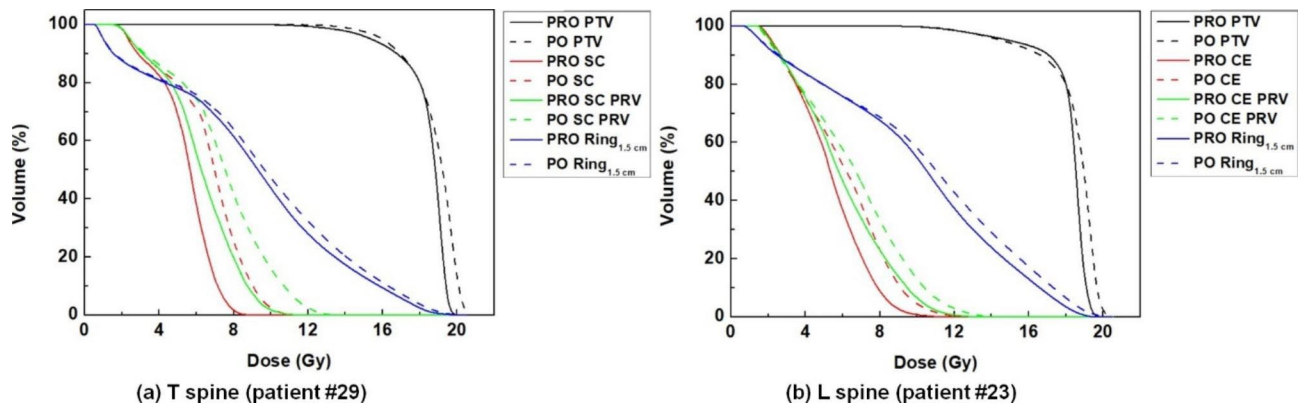 100
80
60
40
20
0
Volume (%)
0 4 8 12 16 20
Dose (Gy)
PRO PTV
PO PTV
PRO SC
PO SC
PRO SC PRV
PO SC PRV
PRO Ring1.5 cm
PO Ring1.5 cm
(a) T spine (patient #29)
100
80
60
40
20
0
Volume (%)
0 4 8 12 16 20
Dose (Gy)
PRO PTV
PO PTV
PRO CE
PO CE
PRO CE PRV
PO CE PRV
PRO Ring1.5 cm
PO Ring1.5 cm
(b) L spine (patient #23)